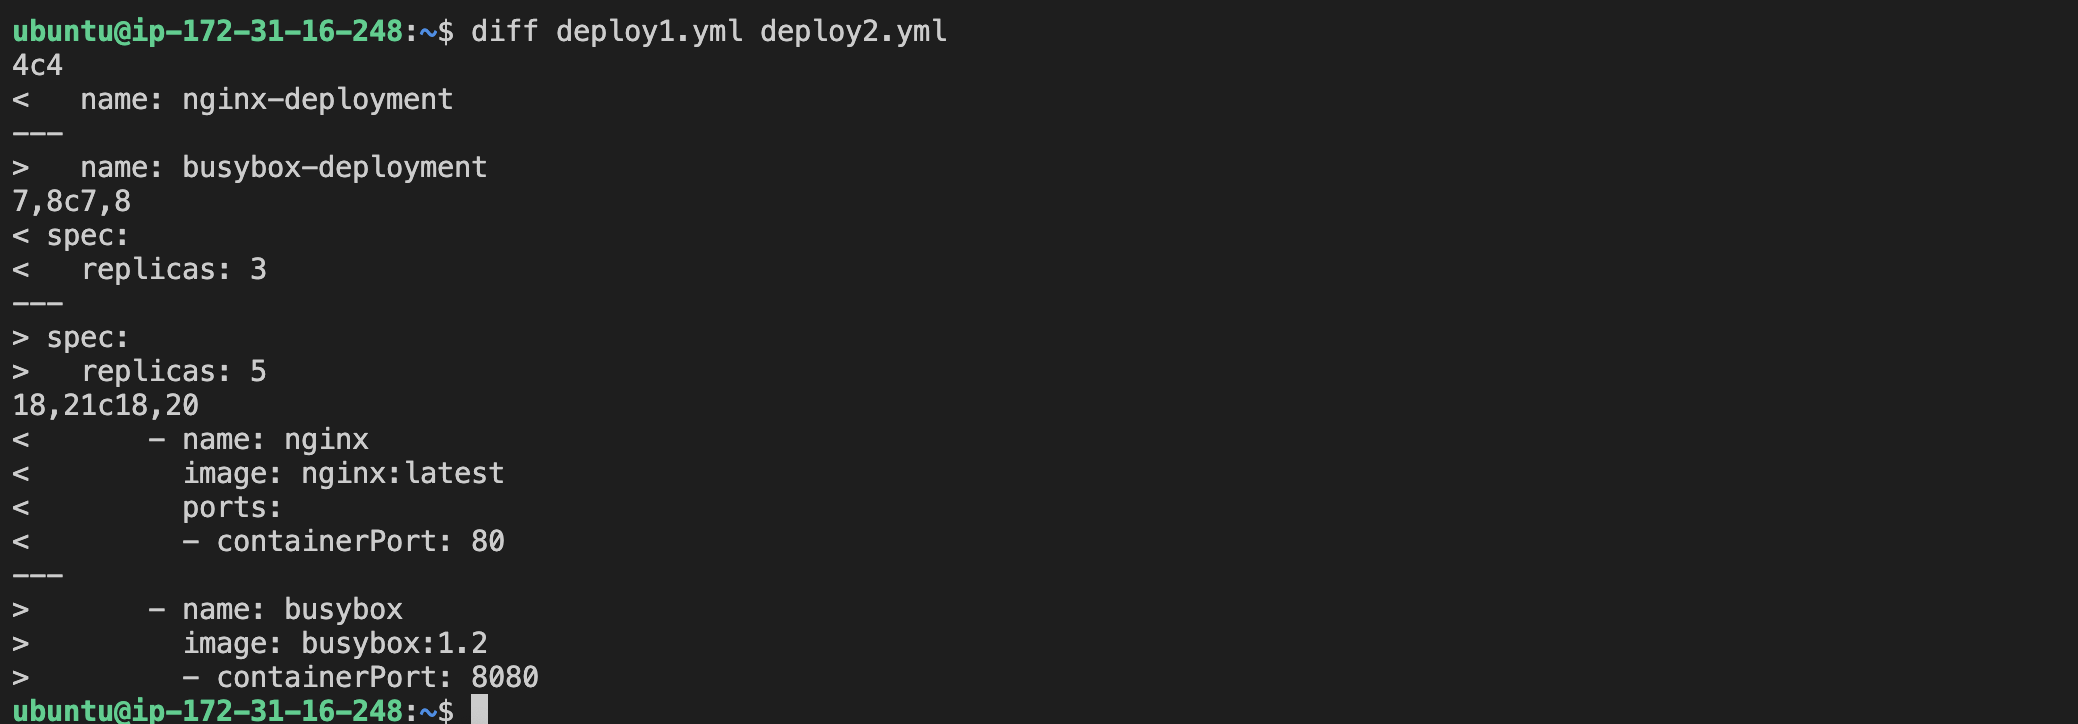 ubuntu@ip-172-31-16-248:~$ diff deploy1.yml deploy2.yml
4c4
<   name: nginx-deployment
---
>   name: busybox-deployment
7,8c7,8
< spec:
<   replicas: 3
---
> spec:
>   replicas: 5
18,21c18,20
<       - name: nginx
<         image: nginx:latest
<         ports:
<         - containerPort: 80
---
>       - name: busybox
>         image: busybox:1.2
>         - containerPort: 8080
ubuntu@ip-172-31-16-248:~$